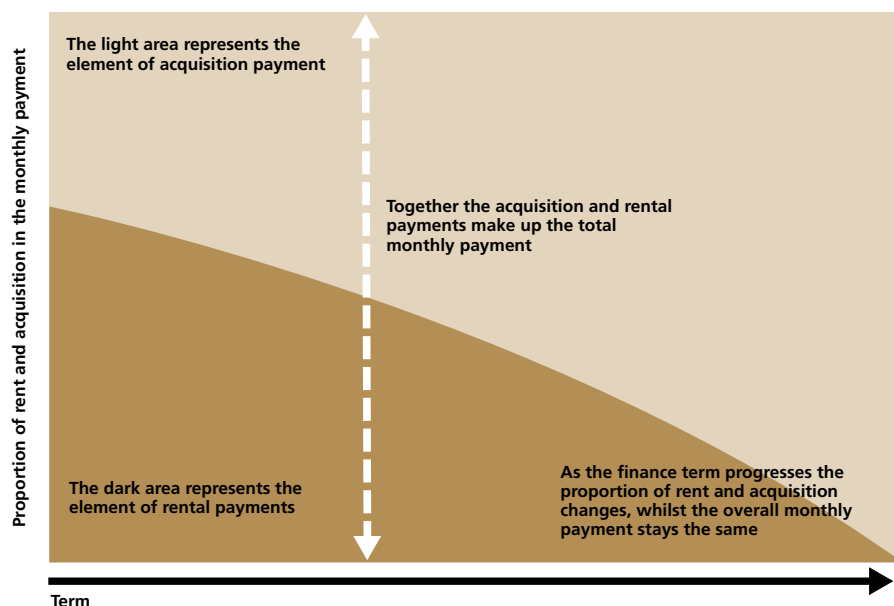 Proportion of rent and acquisition in the monthly payment
The light area represents the
element of acquisition payment
Together the acquisition and rental
payments make up the total
monthly payment
The dark area represents the
element of rental payments
As the finance term progresses the
proportion of rent and acquisition
changes, whilst the overall monthly
payment stays the same
Term